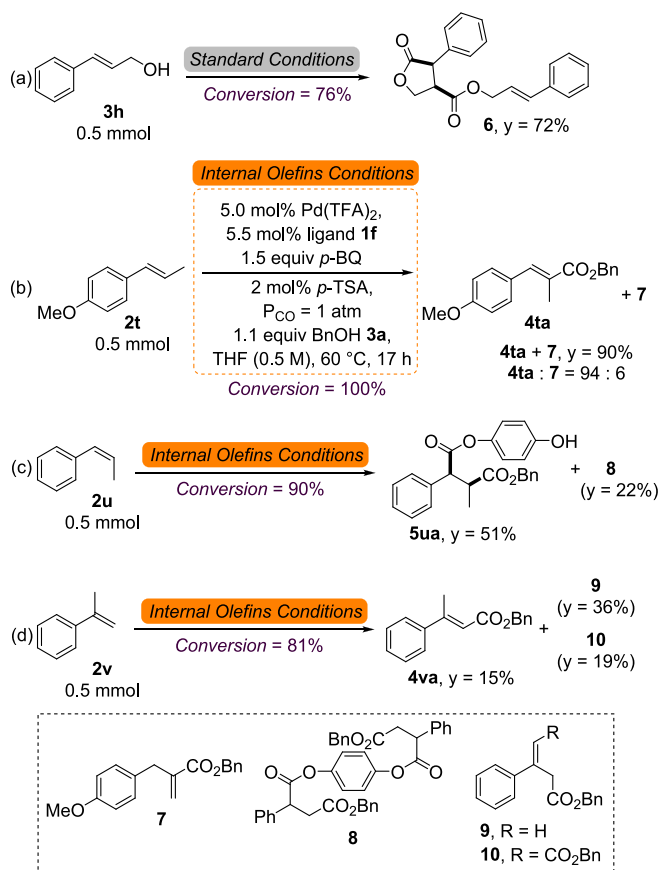 (a)
OH
3h
0.5 mmol
Standard Conditions
Conversion = 76%
O
O
O
O
6, y = 72%
Internal Olefins Conditions
(b)
MeO
2t
0.5 mmol
5.0 mol% Pd(TFA)2,
5.5 mol% ligand 1f
1.5 equiv p-BQ
2 mol% p-TSA,
PCO = 1 atm
1.1 equiv BnOH 3a,
THF (0.5 M), 60 °C, 17 h
Conversion = 100%
CO2Bn
MeO
4ta
+ 7
4ta + 7, y = 90%
4ta : 7 = 94 : 6
(c)
2u
0.5 mmol
Internal Olefins Conditions
Conversion = 90%
OH
O
O
CO2Bn
5ua, y = 51%
+ 8
(y = 22%)
(d)
2v
0.5 mmol
Internal Olefins Conditions
Conversion = 81%
CO2Bn
4va, y = 15%
+
9
(y = 36%)
10
(y = 19%)
CO2Bn
MeO
7
Ph
BnO2C
O
O
O
O
Ph
CO2Bn
8
R
CO2Bn
9, R = H
10, R = CO2Bn